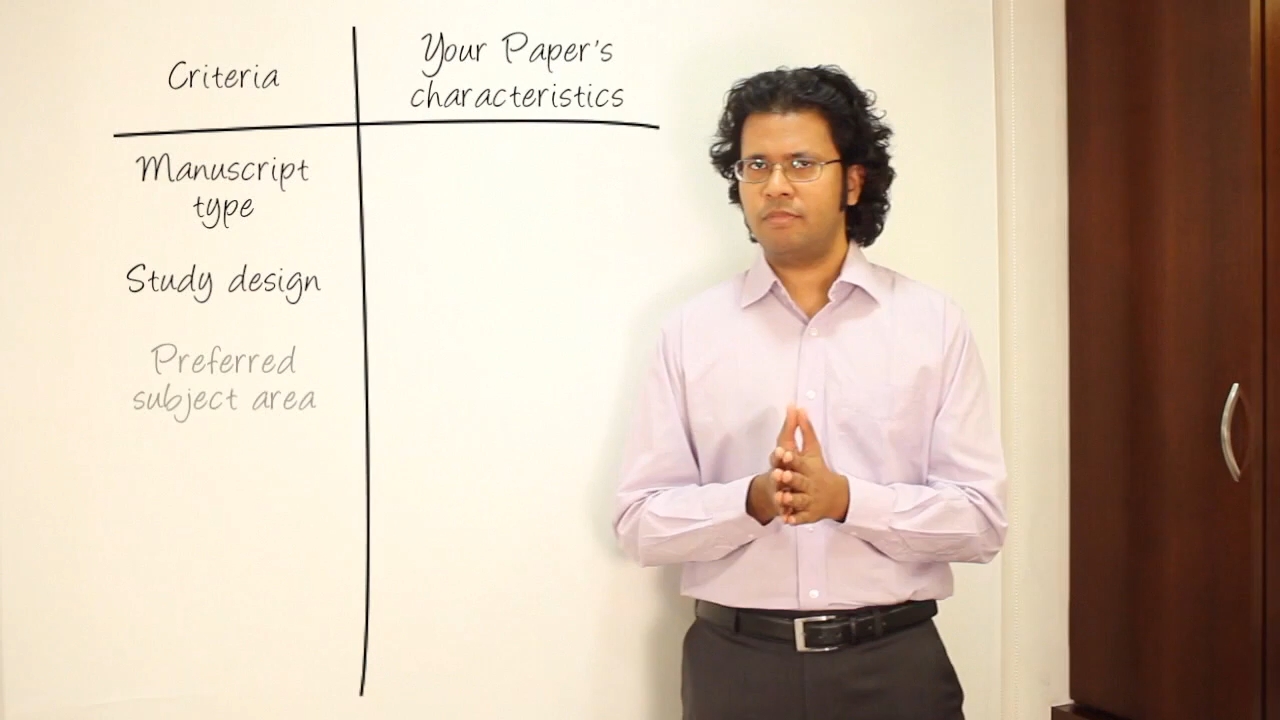 Criteria
Your Paper's
characteristics
Manuscript
type
Study design
Preferred
subject area